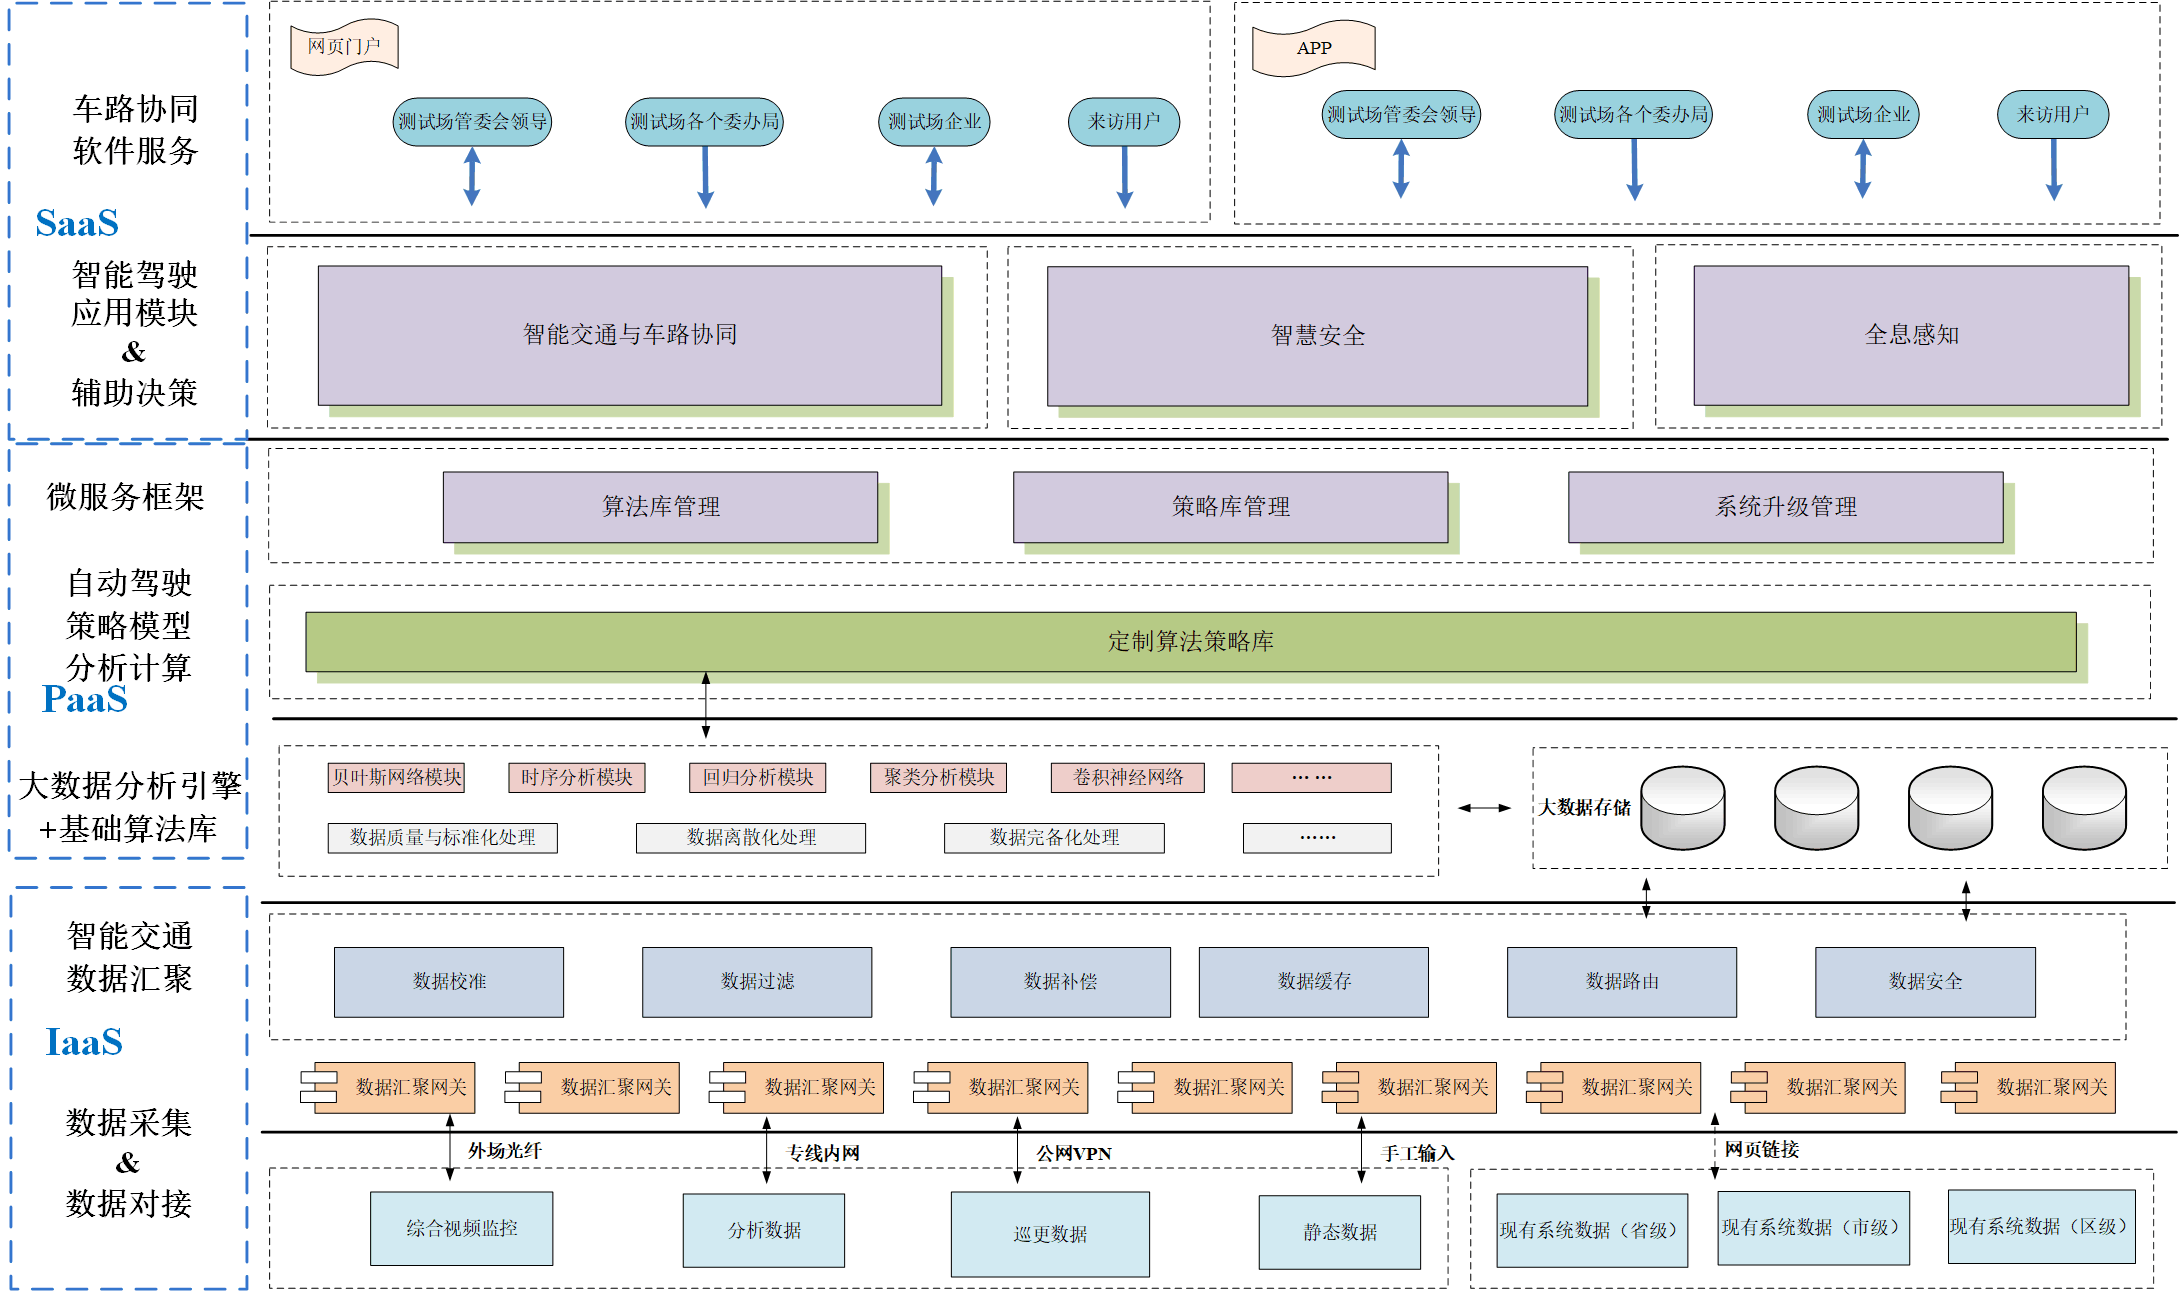 车路协同
软件服务
SaaS
智能驾驶
应用模块
&
辅助决策
网页门户
测试场管委会领导
测试场各个委办局
测试场企业
来访用户
APP
测试场管委会领导
测试场各个委办局
测试场企业
来访用户
智能交通与车路协同
智慧安全
全息感知
微服务框架
自动驾驶
策略模型
分析计算
PaaS
大数据分析引擎
+基础算法库
算法库管理
策略库管理
系统升级管理
定制算法策略库
贝叶斯网络模块
时序分析模块
回归分析模块
聚类分析模块
卷积神经网络
… …
数据质量与标准化处理
数据离散化处理
数据完备化处理
……
大数据存储
智能交通
数据汇聚
IaaS
数据采集
&
数据对接
数据校准
数据过滤
数据补偿
数据缓存
数据路由
数据安全
数据汇聚网关
数据汇聚网关
数据汇聚网关
数据汇聚网关
数据汇聚网关
数据汇聚网关
数据汇聚网关
数据汇聚网关
数据汇聚网关
外场光纤
专线内网
公网VPN
手工输入
网页链接
综合视频监控
分析数据
巡更数据
静态数据
现有系统数据（省级）
现有系统数据（市级）
现有系统数据（区级）